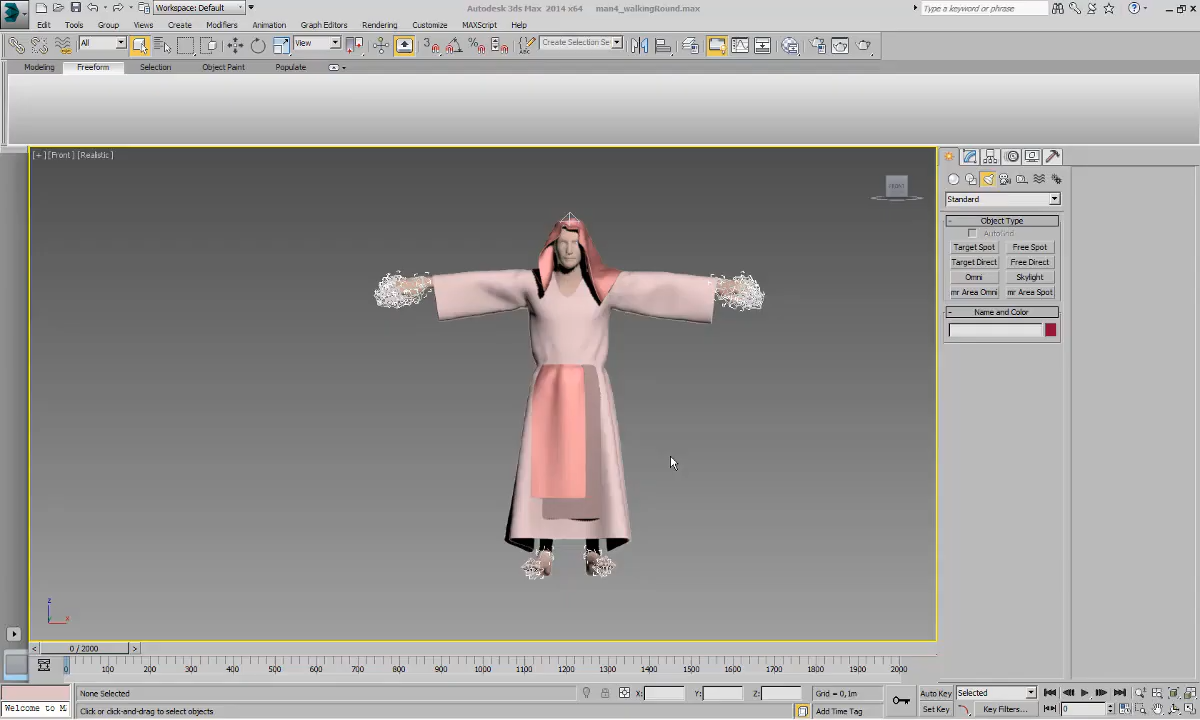 Workspace: Default
Autodesk 3ds Max 2014 x64 man4_walkingRound.max
Type a keyword or phrase
Edit Tools Group Views Create Modifiers Animation Graph Editors Rendering Customize MAXScript Help
All View Create Selection Se
Modeling Freeform Selection Object Paint Populate
[+] [Front] [Realistic]
FRONT
Standard
- Object Type
AutoGrid
Target Spot Free Spot
Target Direct Free Direct
Omni Skylight
mr Area Omni mr Area Spot
- Name and Color
z
x
< 0 / 2000 >
0 100 200 300 400 500 600 700 800 900 1000 1100 1200 1300 1400 1500 1600 1700 1800 1900 2000
None Selected X: Y: Z: Grid = 0,1m Auto Key Selected
Welcome to M Click or click-and-drag to select objects Add Time Tag Set Key Key Filters... 0